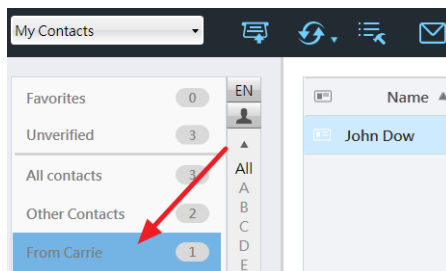 My Contacts
Favorites 0
Unverified 3
All contacts 3
Other Contacts 2
From Carrie 1
EN
All
A
B
C
D
E
Name
John Dow